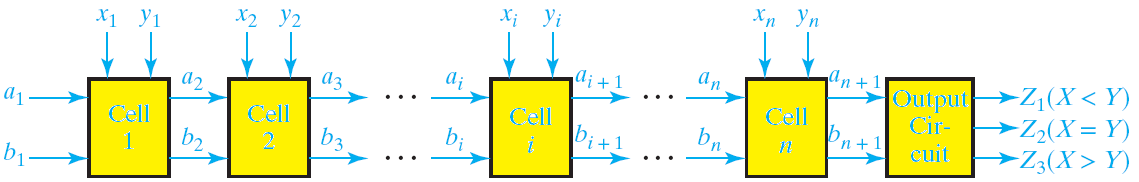 x₁ y₁ x₂ y₂ xᵢ yᵢ xₙ yₙ
a₁ a₂ a₃ ··· aᵢ aᵢ₊₁ ··· aₙ aₙ₊₁
Cell 1
Cell 2
Cell i
Cell n
Output Cir-cuit
b₁ b₂ b₃ ··· bᵢ bᵢ₊₁ ··· bₙ bₙ₊₁
Z₁(X < Y)
Z₂(X = Y)
Z₃(X > Y)